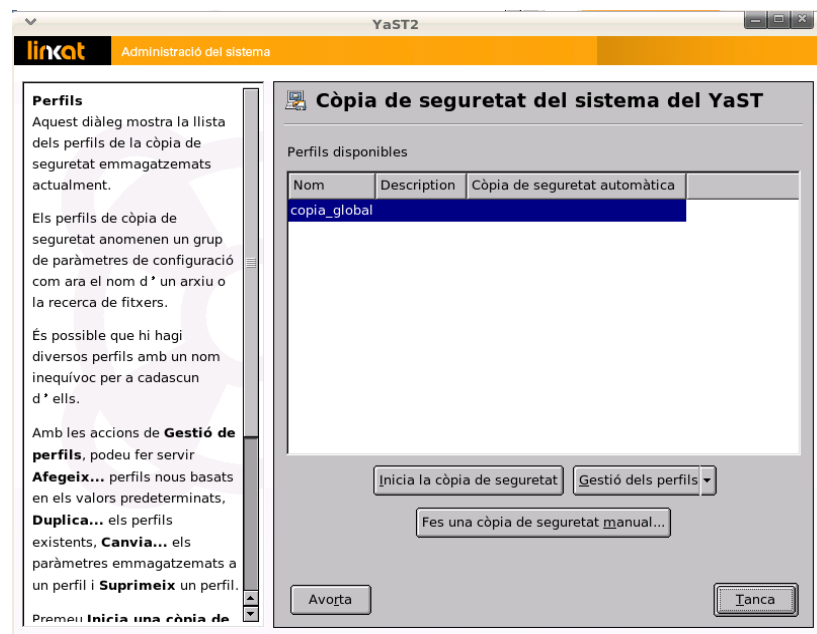 YaST2
linkat Administració del sistema
Perfils
Aquest diàleg mostra la llista
dels perfils de la còpia de
seguretat emmagatzemats
actualment.
Els perfils de còpia de
seguretat anomenen un grup
de paràmetres de configuració
com ara el nom d’ un arxiu o
la recerca de fitxers.
És possible que hi hagi
diversos perfils amb un nom
inequívoc per a cadascun
d’ ells.
Amb les accions de Gestió de
perfils, podeu fer servir
Afegeix... perfils nous basats
en els valors predeterminats,
Duplica... els perfils
existents, Canvia... els
paràmetres emmagatzemats a
un perfil i Suprimeix un perfil.
Premeu Inicia una còpia de
Còpia de seguretat del sistema del YaST
Perfils disponibles
Nom Description Còpia de seguretat automàtica
copia_global
Inicia la còpia de seguretat Gestió dels perfils
Fes una còpia de seguretat manual...
Avorta Tanca